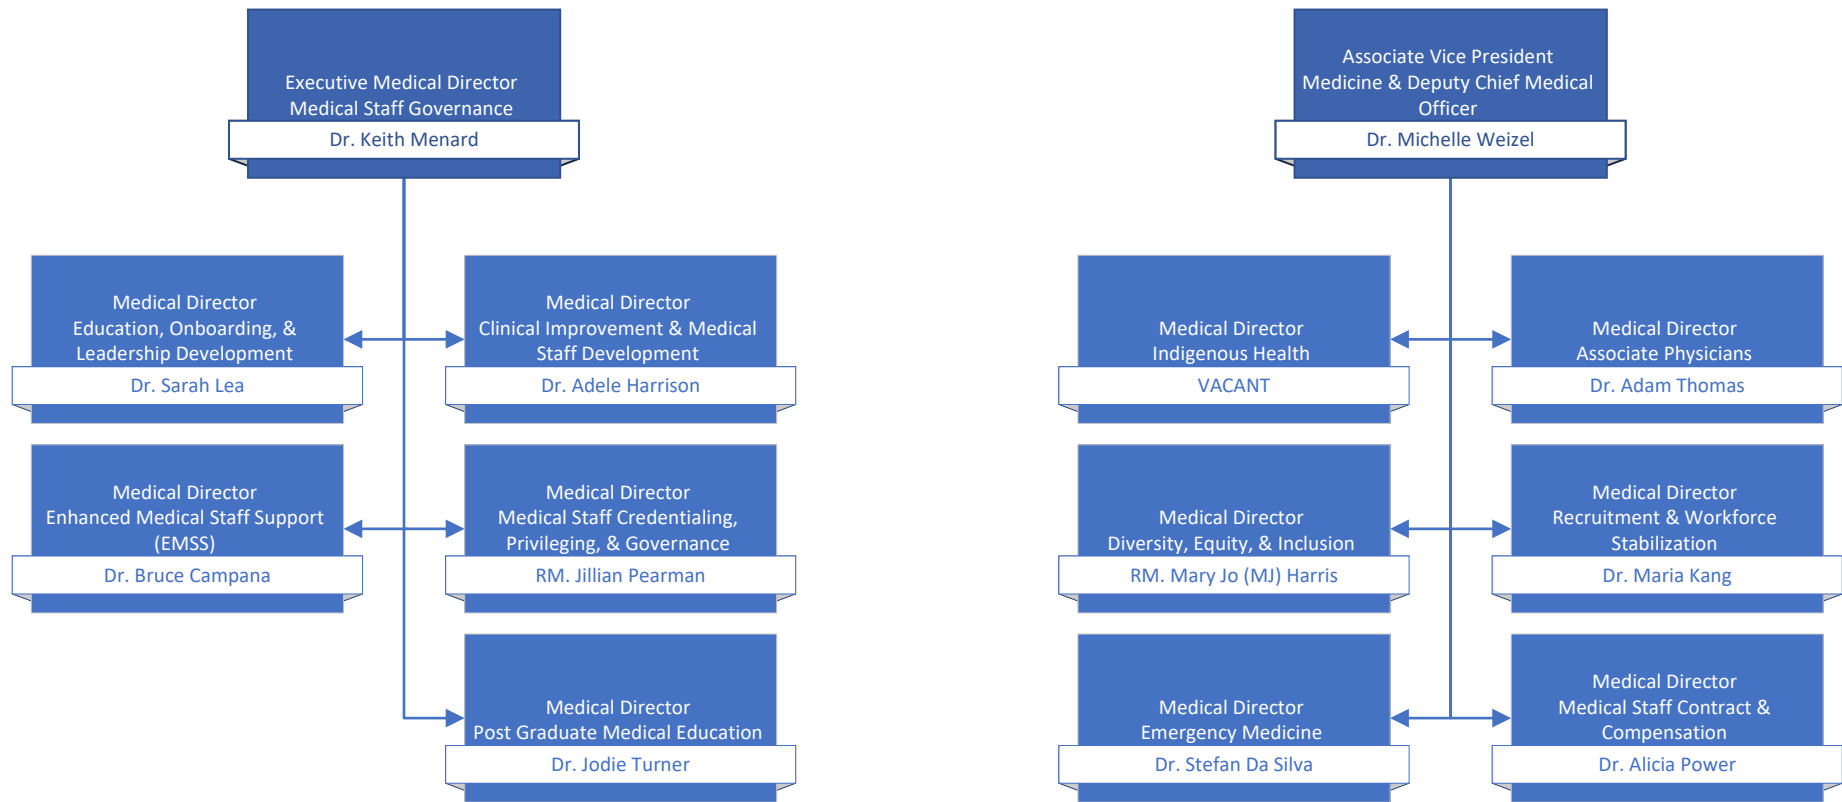 Executive Medical Director
Medical Staff Governance
Dr. Keith Menard
Medical Director
Education, Onboarding, &
Leadership Development
Dr. Sarah Lea
Medical Director
Clinical Improvement & Medical
Staff Development
Dr. Adele Harrison
Medical Director
Enhanced Medical Staff Support
(EMSS)
Dr. Bruce Campana
Medical Director
Medical Staff Credentialing,
Privileging, & Governance
RM. Jillian Pearman
Medical Director
Post Graduate Medical Education
Dr. Jodie Turner
Associate Vice President
Medicine & Deputy Chief Medical
Officer
Dr. Michelle Weizel
Medical Director
Indigenous Health
VACANT
Medical Director
Associate Physicians
Dr. Adam Thomas
Medical Director
Diversity, Equity, & Inclusion
RM. Mary Jo (MJ) Harris
Medical Director
Recruitment & Workforce
Stabilization
Dr. Maria Kang
Medical Director
Emergency Medicine
Dr. Stefan Da Silva
Medical Director
Medical Staff Contract &
Compensation
Dr. Alicia Power